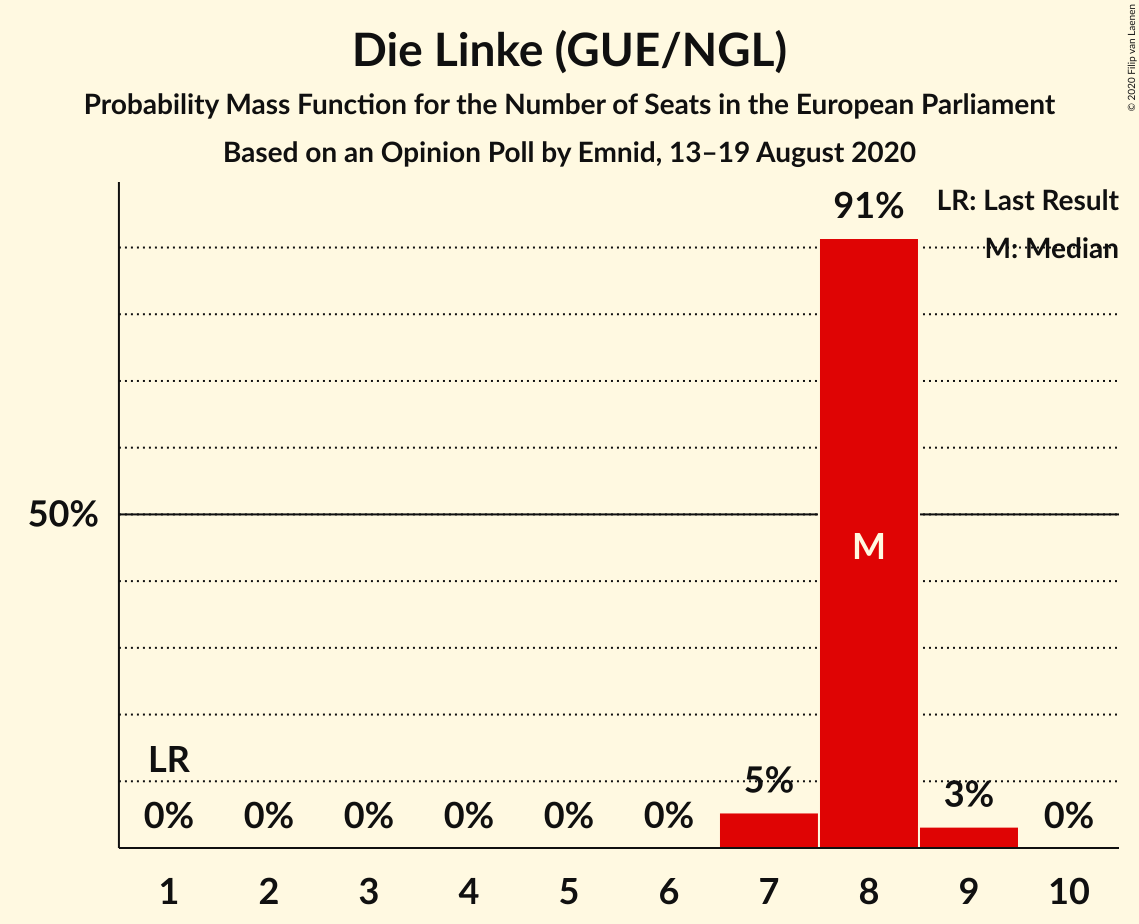 Die Linke (GUE/NGL)
Probability Mass Function for the Number of Seats in the European Parliament
Based on an Opinion Poll by Emnid, 13–19 August 2020
© 2020 Filip van Laenen
LR: Last Result
M: Median
91%
50%
M
LR
0% 0% 0% 0% 0% 0% 5% 3% 0%
1 2 3 4 5 6 7 8 9 10